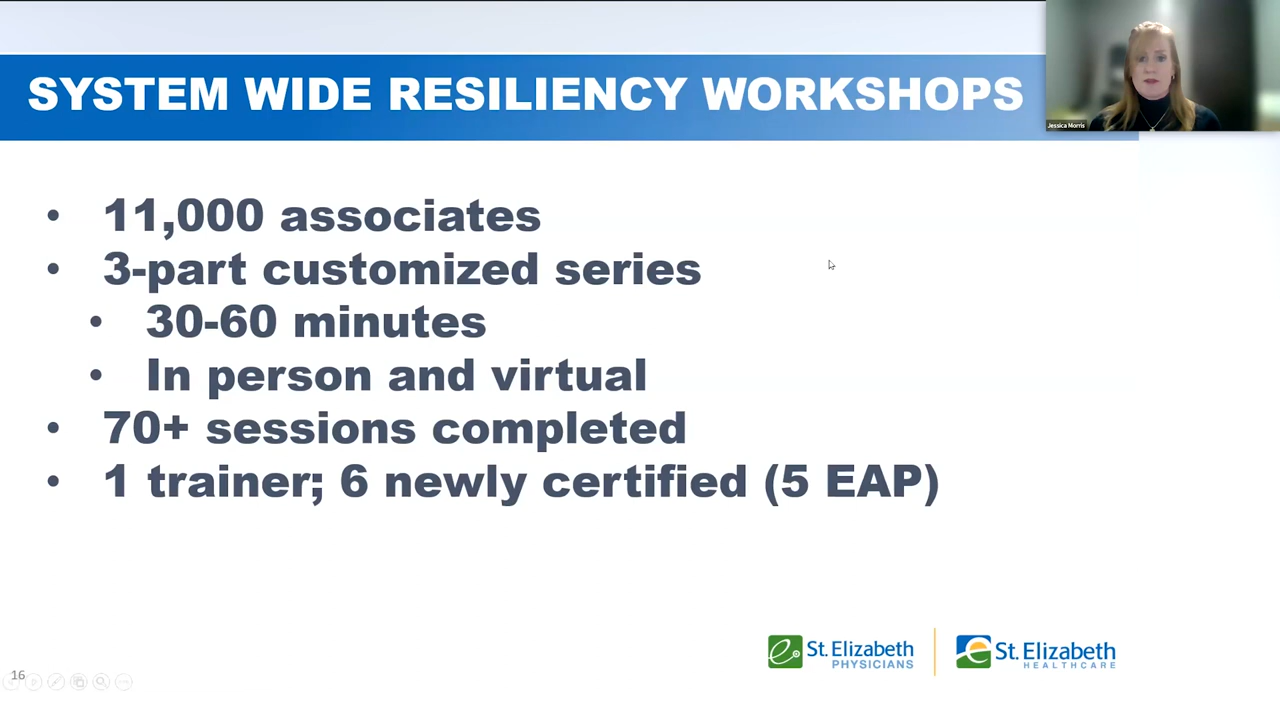 SYSTEM WIDE RESILIENCY WORKSHOPS
Jessica Morris
• 11,000 associates
• 3-part customized series
• 30-60 minutes
• In person and virtual
• 70+ sessions completed
• 1 trainer; 6 newly certified (5 EAP)
St. Elizabeth
PHYSICIANS
St. Elizabeth
HEALTHCARE
16